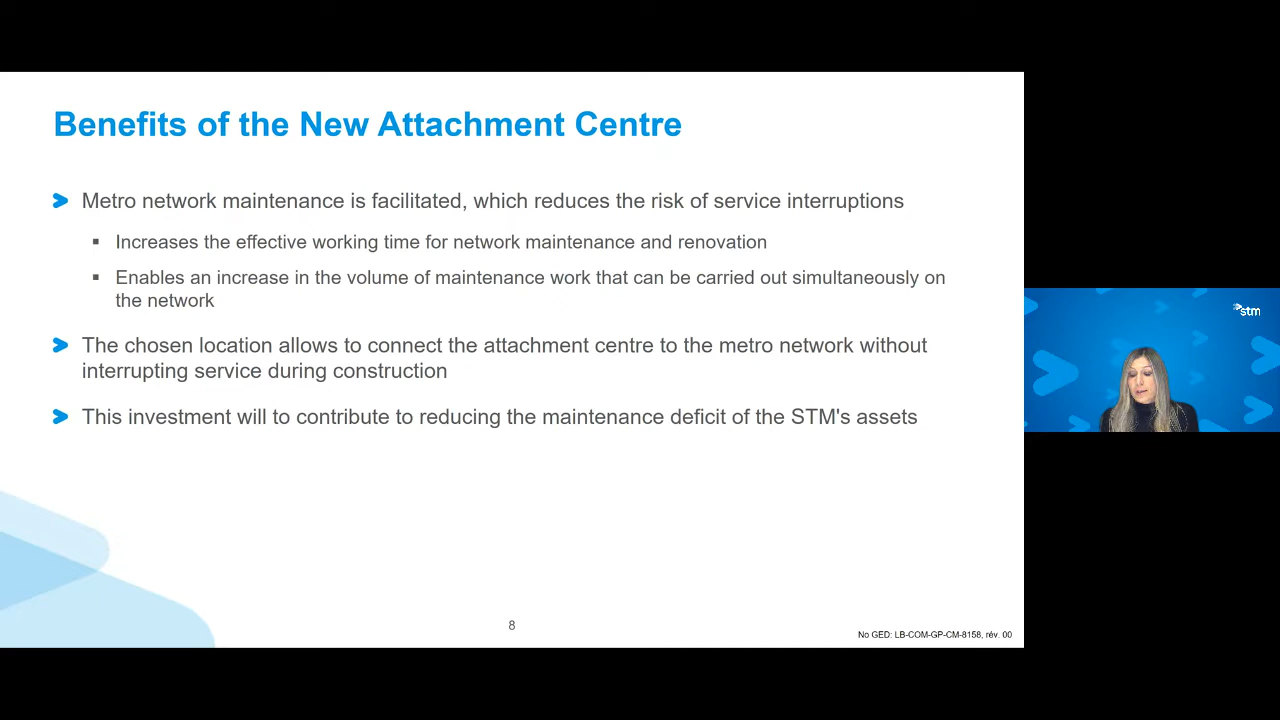 Benefits of the New Attachment Centre
Metro network maintenance is facilitated, which reduces the risk of service interruptions
Increases the effective working time for network maintenance and renovation
Enables an increase in the volume of maintenance work that can be carried out simultaneously on
the network
The chosen location allows to connect the attachment centre to the metro network without
interrupting service during construction
This investment will to contribute to reducing the maintenance deficit of the STM's assets
8
No GED: LB-COM-GP-CM-8158, rév. 00
stm